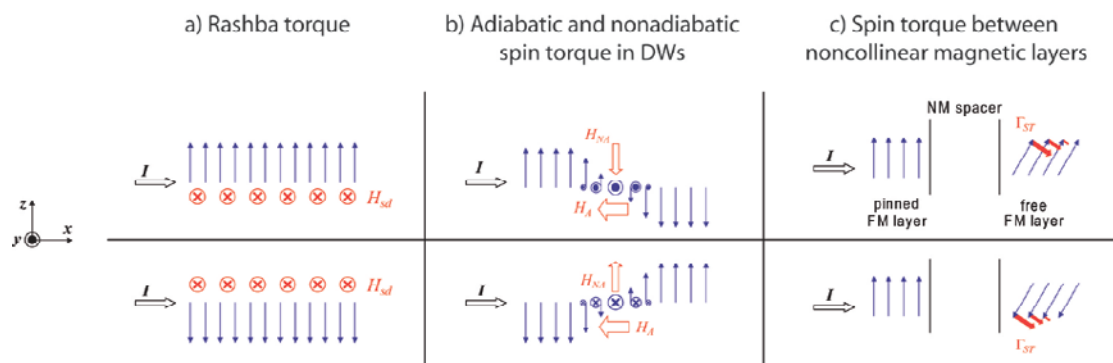 a) Rashba torque
b) Adiabatic and nonadiabatic
spin torque in DWs
c) Spin torque between
noncollinear magnetic layers
I
H_sd
I
H_NA
H_A
NM spacer
I
Γ_ST
pinned
FM layer
free
FM layer
z
y
x
I
H_sd
I
H_NA
H_A
I
Γ_ST